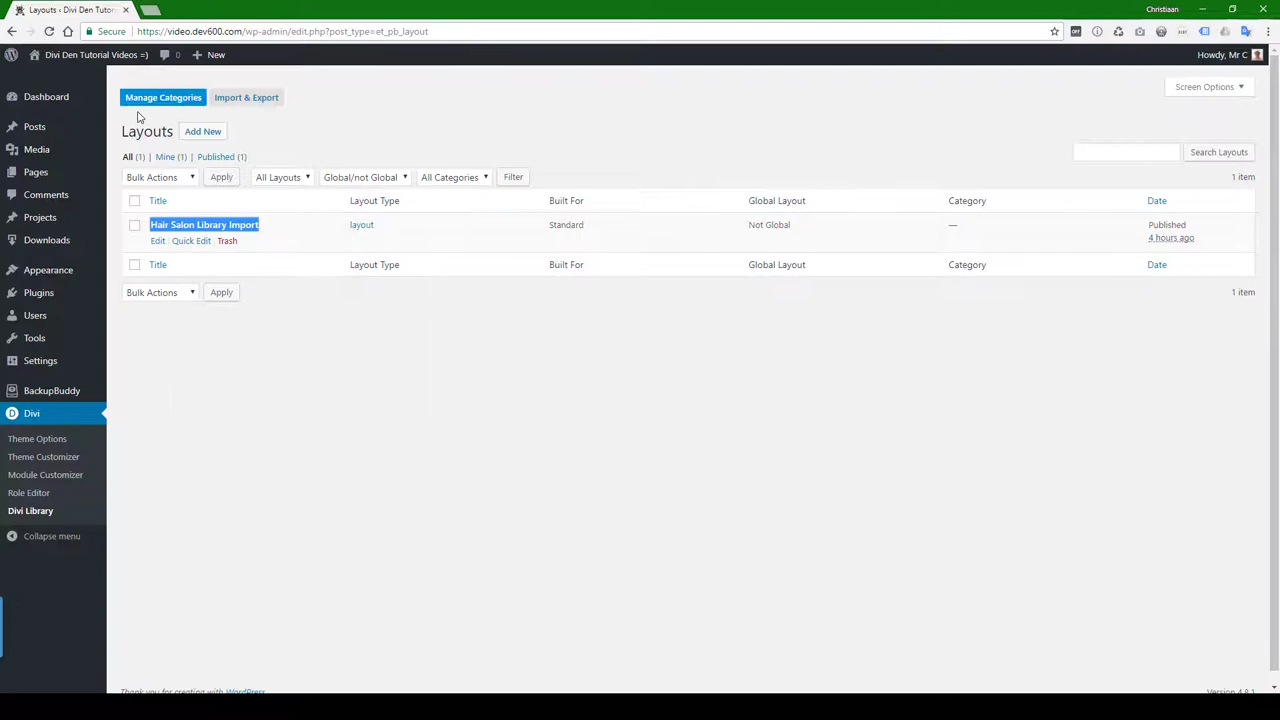 Layouts ‹ Divi Den Tutor
Christiaan
Secure
https://video.dev600.com/wp-admin/edit.php?post_type=et_pb_layout
Divi Den Tutorial Videos =)
0
New
Howdy, Mr C
Dashboard
Posts
Media
Pages
Comments
Projects
Downloads
Appearance
Plugins
Users
Tools
Settings
BackupBuddy
Divi
Theme Options
Theme Customizer
Module Customizer
Role Editor
Divi Library
Collapse menu
Manage Categories
Import & Export
Screen Options
Layouts
Add New
All (1) | Mine (1) | Published (1)
Search Layouts
Bulk Actions
Apply
All Layouts
Global/not Global
All Categories
Filter
1 item
Title
Layout Type
Built For
Global Layout
Category
Date
Hair Salon Library Import
layout
Standard
Not Global
—
Published
Edit | Quick Edit | Trash
4 hours ago
Title
Layout Type
Built For
Global Layout
Category
Date
Bulk Actions
Apply
1 item
Thank you for creating with WordPress
Version 4.8.1